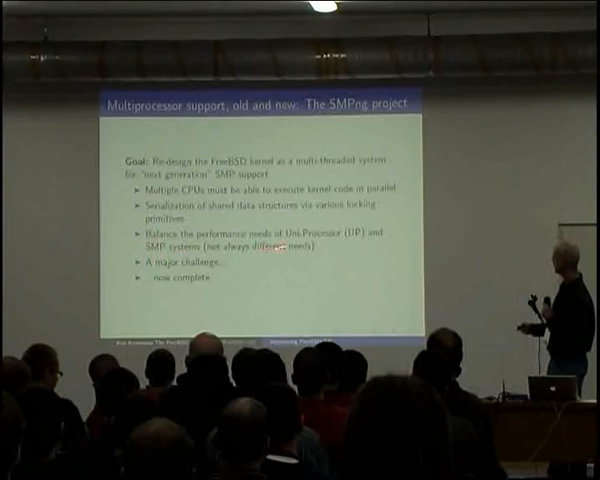 Multiprocessor support, old and new: The SMPng project
Goal: Re-design the FreeBSD kernel as a multi-threaded system
for "next generation" SMP support
Multiple CPUs must be able to execute kernel code in parallel
Serialization of shared data structures via various locking
primitives
Balance the performance needs of Uni-Processor (UP) and
SMP systems (not always different needs)
A major challenge...
now complete